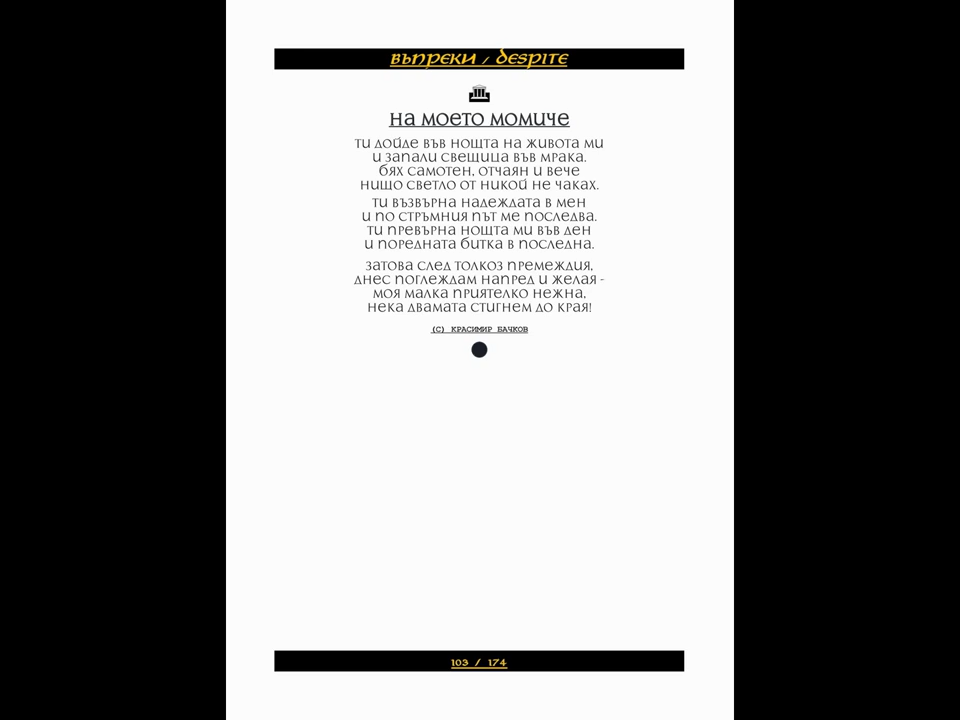 въпреки / despite
на моето момиче
ти дойде във нощта на живота ми
и запали свещица във мрака.
бях самотен, отчаян и вече
нищо светло от никой не чаках.
ти възвърна надеждата в мен
и по стръмния път ме последва.
ти превърна нощта ми във ден
и поредната битка в последна.
затова след толкоз премеждия,
днес поглеждам напред и желая -
моя малка приятелко нежна,
нека двамата стигнем до края!
(C) КРАСИМИР БАЧКОВ
103 / 174